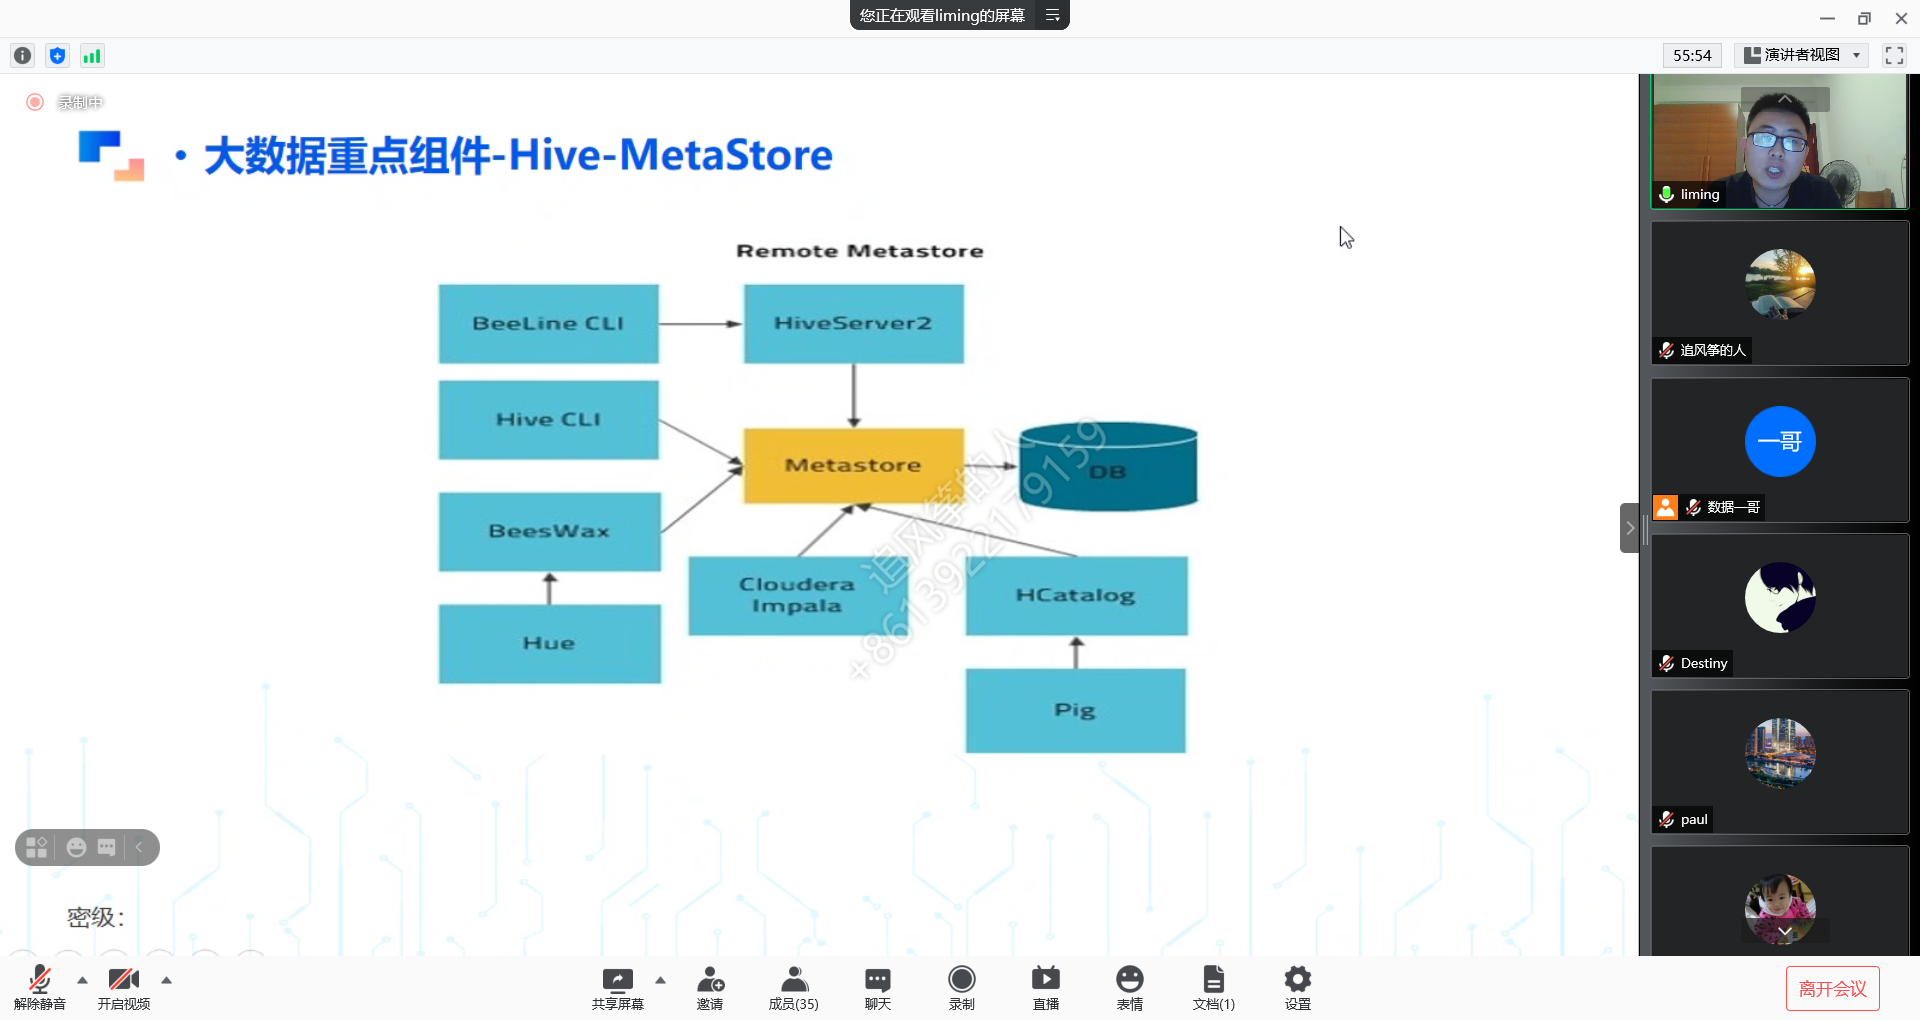 您正在观看liming的屏幕
55:54
演讲者视图
录制中
• 大数据重点组件-Hive-MetaStore
Remote Metastore
BeeLine CLI
HiveServer2
Hive CLI
Metastore
DB
BeesWax
Cloudera
Impala
HCatalog
Hue
Pig
追风筝的人
+8613922179159
密级：
liming
追风筝的人
一哥
数据一哥
Destiny
paul
解除静音
开启视频
共享屏幕
邀请
成员(35)
聊天
录制
直播
表情
文档(1)
设置
离开会议